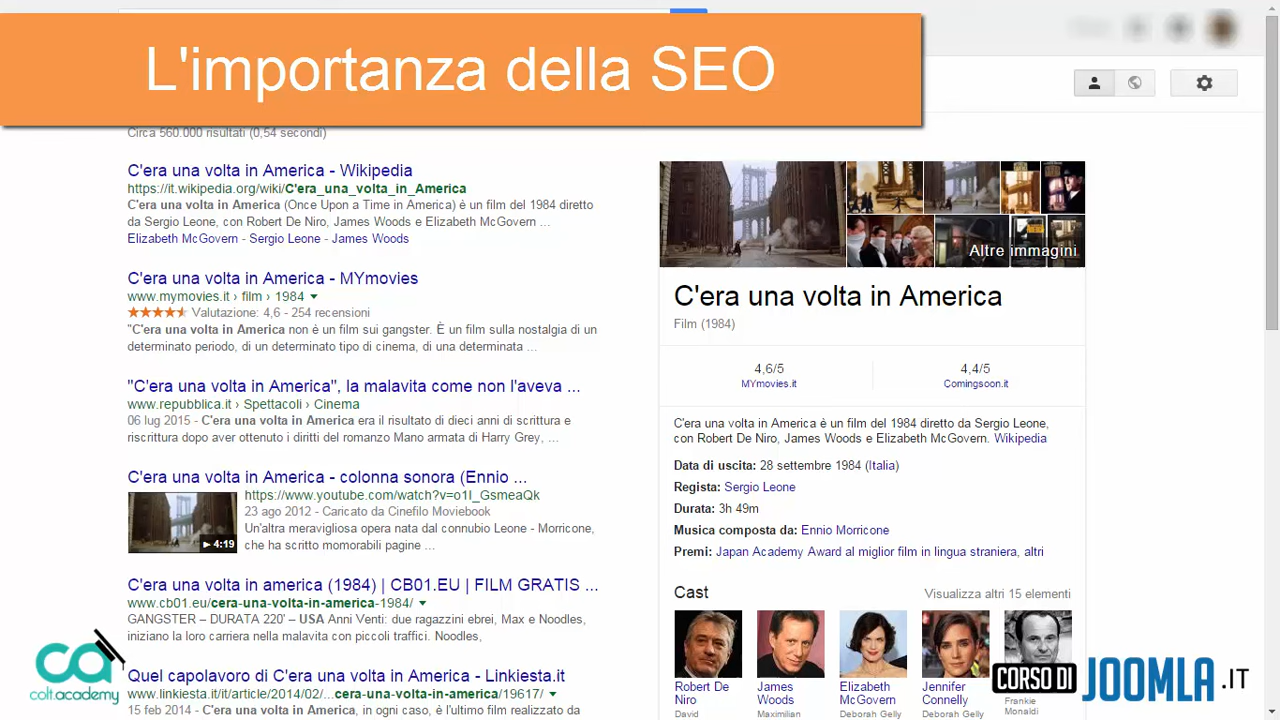 L'importanza della SEO
Circa 560.000 risultati (0,54 secondi)
C'era una volta in America - Wikipedia
https://it.wikipedia.org/wiki/C'era_una_volta_in_America
C'era una volta in America (Once Upon a Time in America) è un film del 1984 diretto
da Sergio Leone, con Robert De Niro, James Woods e Elizabeth McGovern ...
Elizabeth McGovern - Sergio Leone - James Woods
C'era una volta in America - MYmovies
www.mymovies.it › film › 1984
Valutazione: 4,6 - 254 recensioni
"C'era una volta in America non è un film sui gangster. È un film sulla nostalgia di un
determinato periodo, di un determinato tipo di cinema, di una determinata ...
"C'era una volta in America", la malavita come non l'aveva ...
www.repubblica.it › Spettacoli › Cinema
06 lug 2015 - C'era una volta in America era il risultato di dieci anni di scrittura e
riscrittura dopo aver ottenuto i diritti del romanzo Mano armata di Harry Grey, ...
C'era una volta in America - colonna sonora (Ennio ...
https://www.youtube.com/watch?v=o1I_GsmeaQk
23 ago 2012 - Caricato da Cinefilo Moviebook
Un'altra meravigliosa opera nata dal connubio Leone - Morricone,
che ha scritto momorabili pagine ...
4:19
C'era una volta in america (1984) | CB01.EU | FILM GRATIS ...
www.cb01.eu/cera-una-volta-in-america-1984/
GANGSTER – DURATA 220' – USA Anni Venti: due ragazzini ebrei, Max e Noodles,
iniziano la loro carriera nella malavita con piccoli traffici. Noodles,
Quel capolavoro di C'era una volta in America - Linkiesta.it
www.linkiesta.it/it/article/2014/02/...cera-una-volta-in-america/19617/
15 feb 2014 - C'era una volta in America, in ogni caso, è l'ultimo film realizzato da
Altre immagini
C'era una volta in America
Film (1984)
4,6/5
MYmovies.it
4,4/5
Comingsoon.it
C'era una volta in America è un film del 1984 diretto da Sergio Leone,
con Robert De Niro, James Woods e Elizabeth McGovern. Wikipedia
Data di uscita: 28 settembre 1984 (Italia)
Regista: Sergio Leone
Durata: 3h 49m
Musica composta da: Ennio Morricone
Premi: Japan Academy Award al miglior film in lingua straniera, altri
Cast
Visualizza altri 15 elementi
Robert De
Niro
David
James
Woods
Maximilian
Elizabeth
McGovern
Deborah Gelly
Jennifer
Connelly
Deborah Gelly
Frankie
Monaldi
ca
colt.academy
CORSO DI JOOMLA.IT